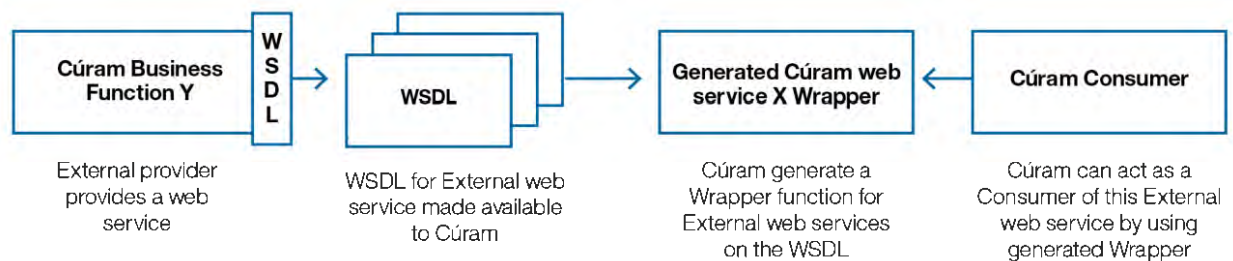 Cúram Business
Function Y
W
S
D
L
WSDL
Generated Cúram web
service X Wrapper
Cúram Consumer
External provider
provides a web
service
WSDL for External web
service made available
to Cúram
Cúram generate a
Wrapper function for
External web services
on the WSDL
Cúram can act as a
Consumer of this External
web service by using
generated Wrapper